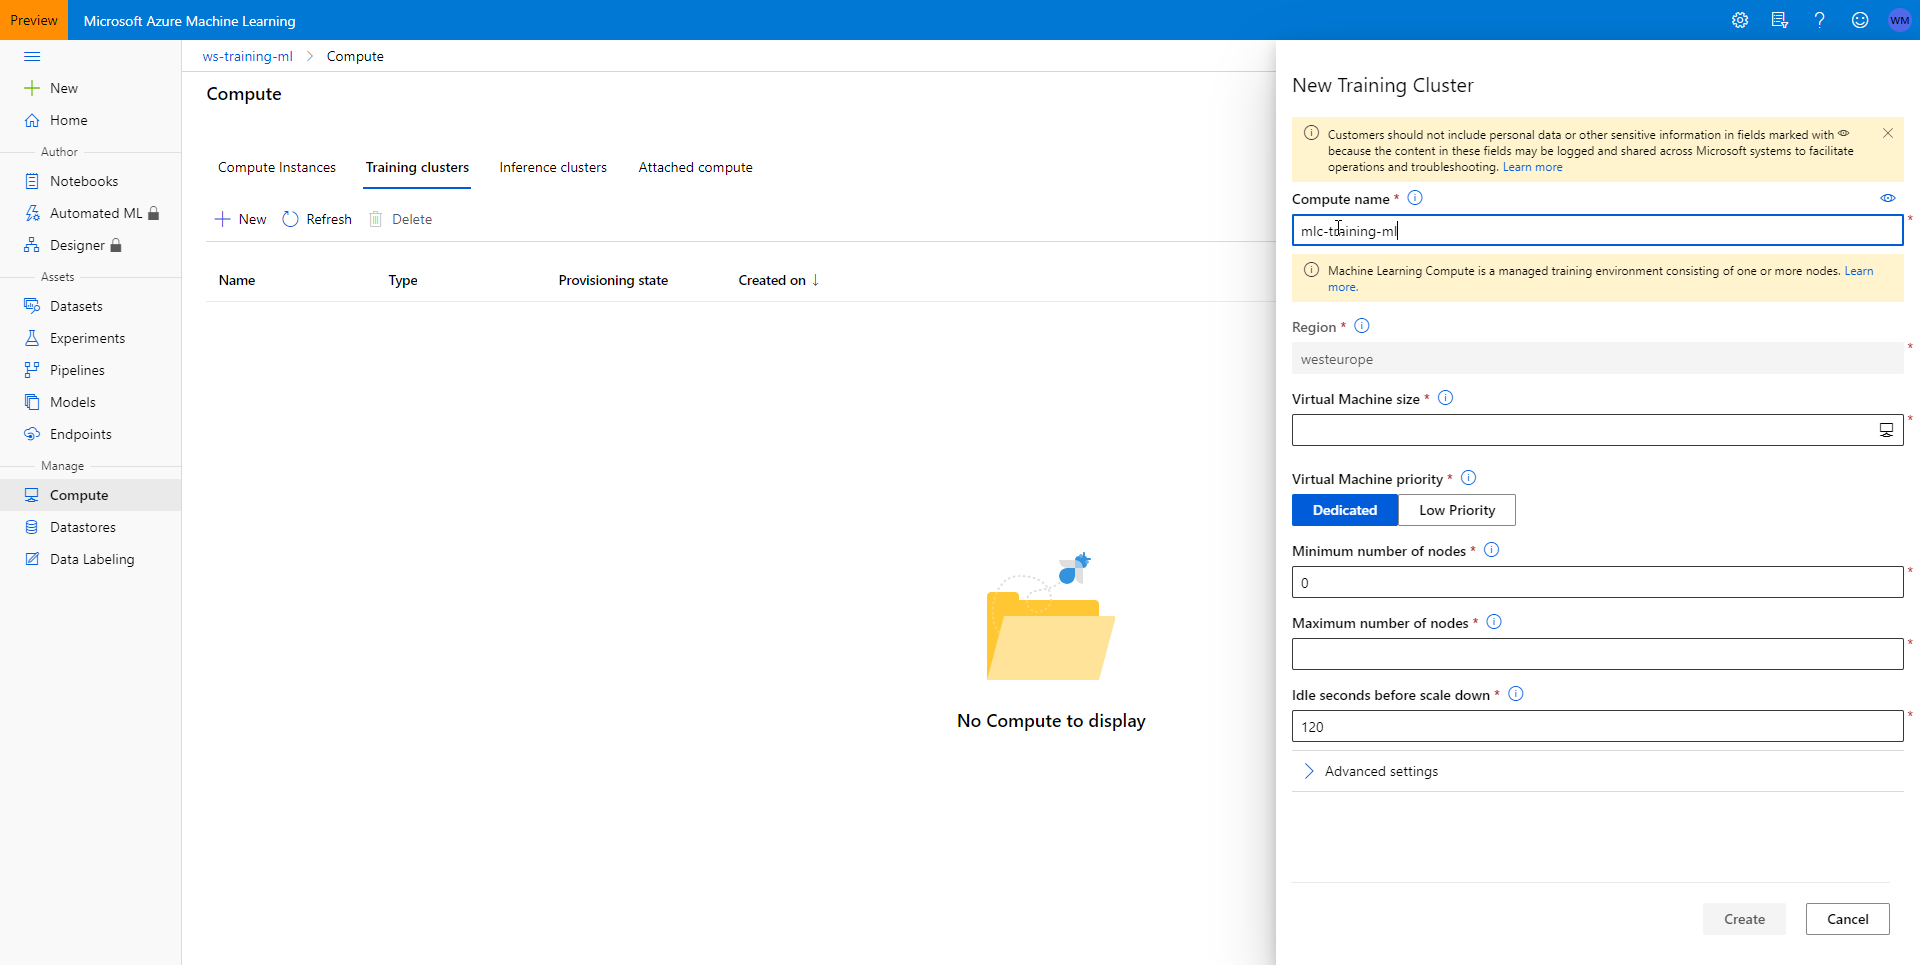 Preview
Microsoft Azure Machine Learning
WM
New
Home
Author
Notebooks
Automated ML
Designer
Assets
Datasets
Experiments
Pipelines
Models
Endpoints
Manage
Compute
Datastores
Data Labeling
ws-training-ml > Compute
Compute
Compute Instances
Training clusters
Inference clusters
Attached compute
New
Refresh
Delete
Name
Type
Provisioning state
Created on ↓
No Compute to display
New Training Cluster
Customers should not include personal data or other sensitive information in fields marked with
because the content in these fields may be logged and shared across Microsoft systems to facilitate
operations and troubleshooting. Learn more
Compute name *
mlc-training-ml
*
Machine Learning Compute is a managed training environment consisting of one or more nodes. Learn
more.
Region *
westeurope
*
Virtual Machine size *
*
Virtual Machine priority *
Dedicated
Low Priority
Minimum number of nodes *
0
*
Maximum number of nodes *
*
Idle seconds before scale down *
120
*
Advanced settings
Create
Cancel